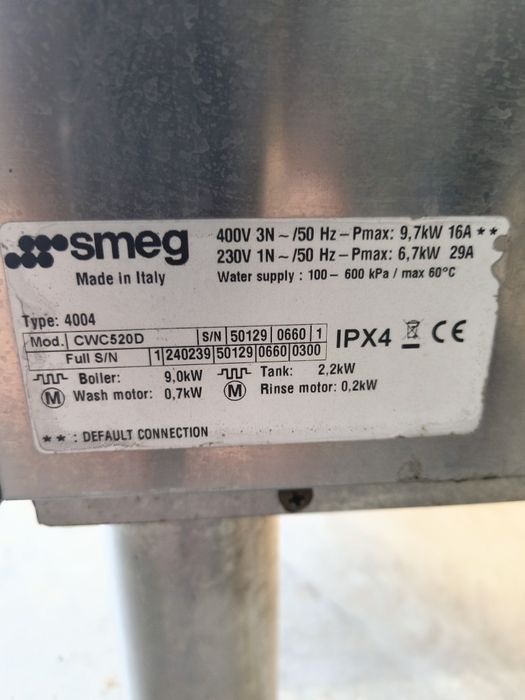 smeg
Made in Italy
400V 3N ~ /50 Hz – Pmax: 9,7kW 16A **
230V 1N ~ /50 Hz – Pmax: 6,7kW 29A
Water supply : 100 – 600 kPa / max 60°C
Type: 4004
Mod. CWC520D S/N 50129 0660 1
Full S/N 1 240239 50129 0660 0300
IPX4 CE
Boiler: 9,0kW Tank: 2,2kW
M Wash motor: 0,7kW M Rinse motor: 0,2kW
** : DEFAULT CONNECTION